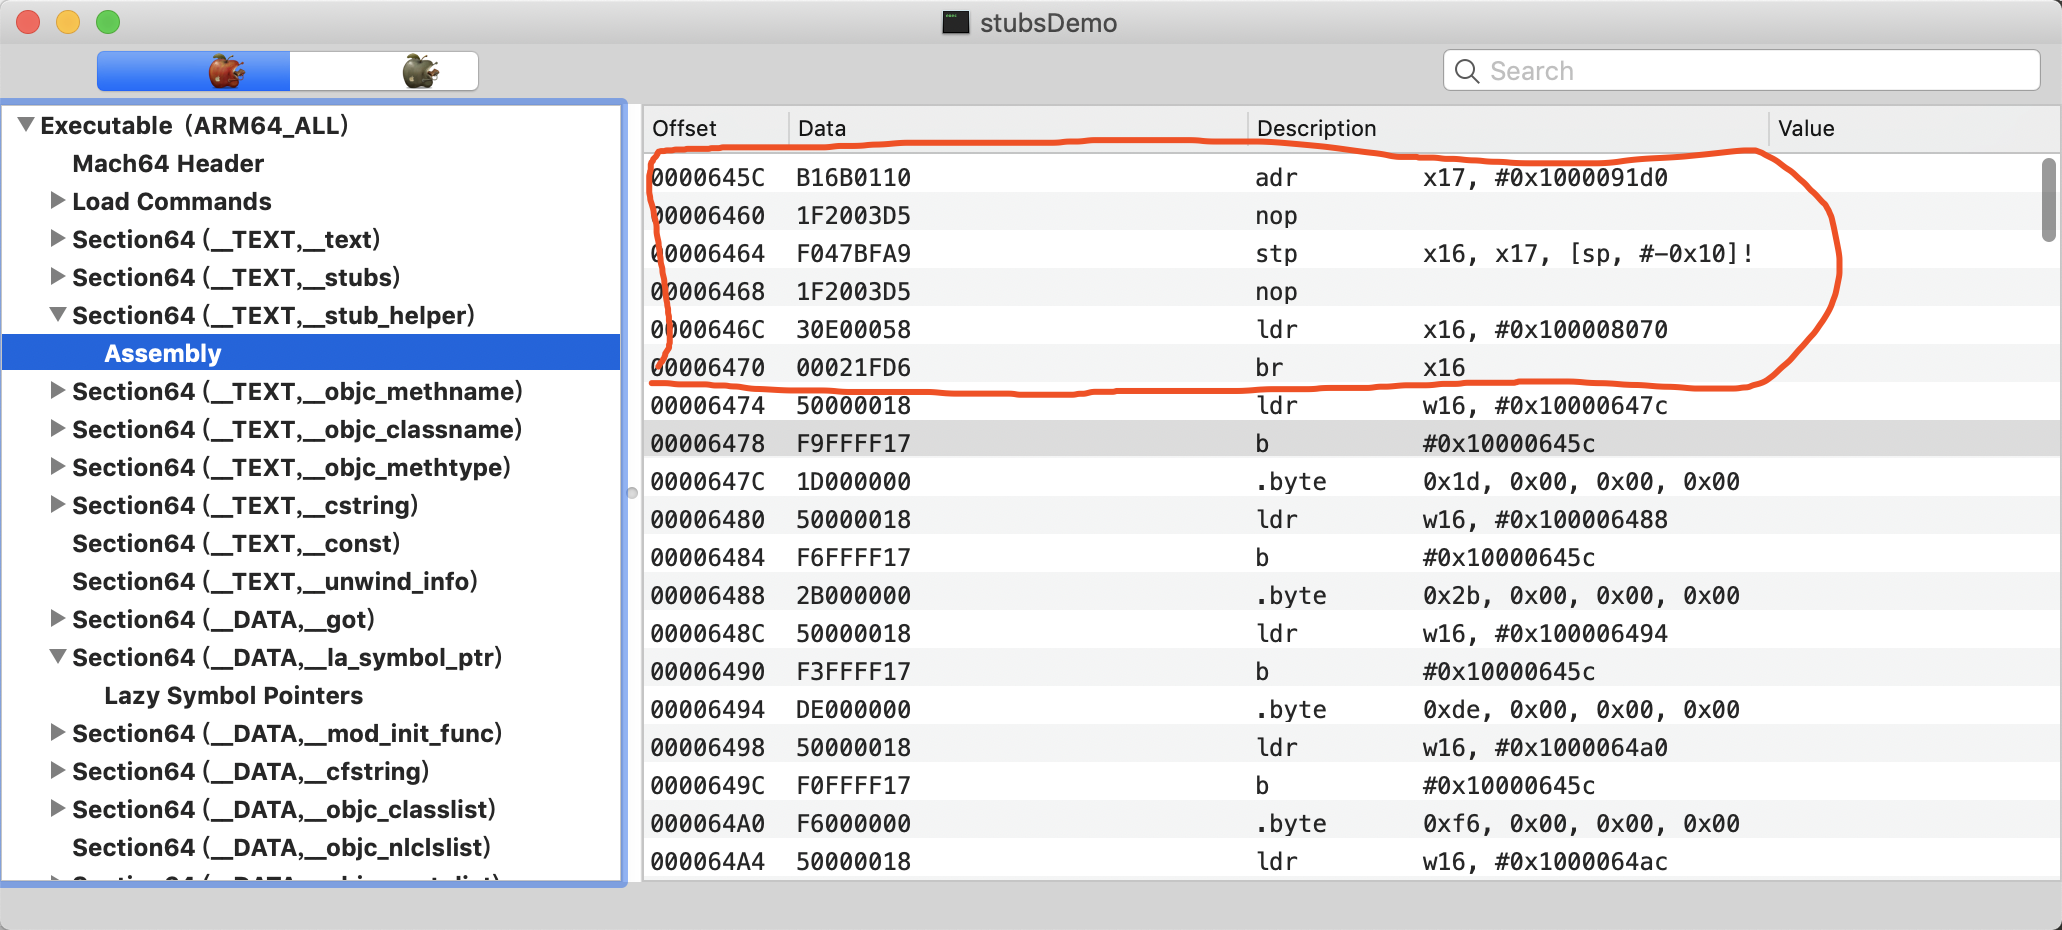 stubsDemo
Search
Executable (ARM64_ALL)
Mach64 Header
Load Commands
Section64 (__TEXT,__text)
Section64 (__TEXT,__stubs)
Section64 (__TEXT,__stub_helper)
Assembly
Section64 (__TEXT,__objc_methname)
Section64 (__TEXT,__objc_classname)
Section64 (__TEXT,__objc_methtype)
Section64 (__TEXT,__cstring)
Section64 (__TEXT,__const)
Section64 (__TEXT,__unwind_info)
Section64 (__DATA,__got)
Section64 (__DATA,__la_symbol_ptr)
Lazy Symbol Pointers
Section64 (__DATA,__mod_init_func)
Section64 (__DATA,__cfstring)
Section64 (__DATA,__objc_classlist)
Section64 (__DATA,__objc_nlclslist)
Offset Data Description Value
0000645C B16B0110 adr x17, #0x1000091d0
00006460 1F2003D5 nop
00006464 F047BFA9 stp x16, x17, [sp, #-0x10]!
00006468 1F2003D5 nop
0000646C 30E00058 ldr x16, #0x100008070
00006470 00021FD6 br x16
00006474 50000018 ldr w16, #0x10000647c
00006478 F9FFFF17 b #0x10000645c
0000647C 1D000000 .byte 0x1d, 0x00, 0x00, 0x00
00006480 50000018 ldr w16, #0x100006488
00006484 F6FFFF17 b #0x10000645c
00006488 2B000000 .byte 0x2b, 0x00, 0x00, 0x00
0000648C 50000018 ldr w16, #0x100006494
00006490 F3FFFF17 b #0x10000645c
00006494 DE000000 .byte 0xde, 0x00, 0x00, 0x00
00006498 50000018 ldr w16, #0x1000064a0
0000649C F0FFFF17 b #0x10000645c
000064A0 F6000000 .byte 0xf6, 0x00, 0x00, 0x00
000064A4 50000018 ldr w16, #0x1000064ac